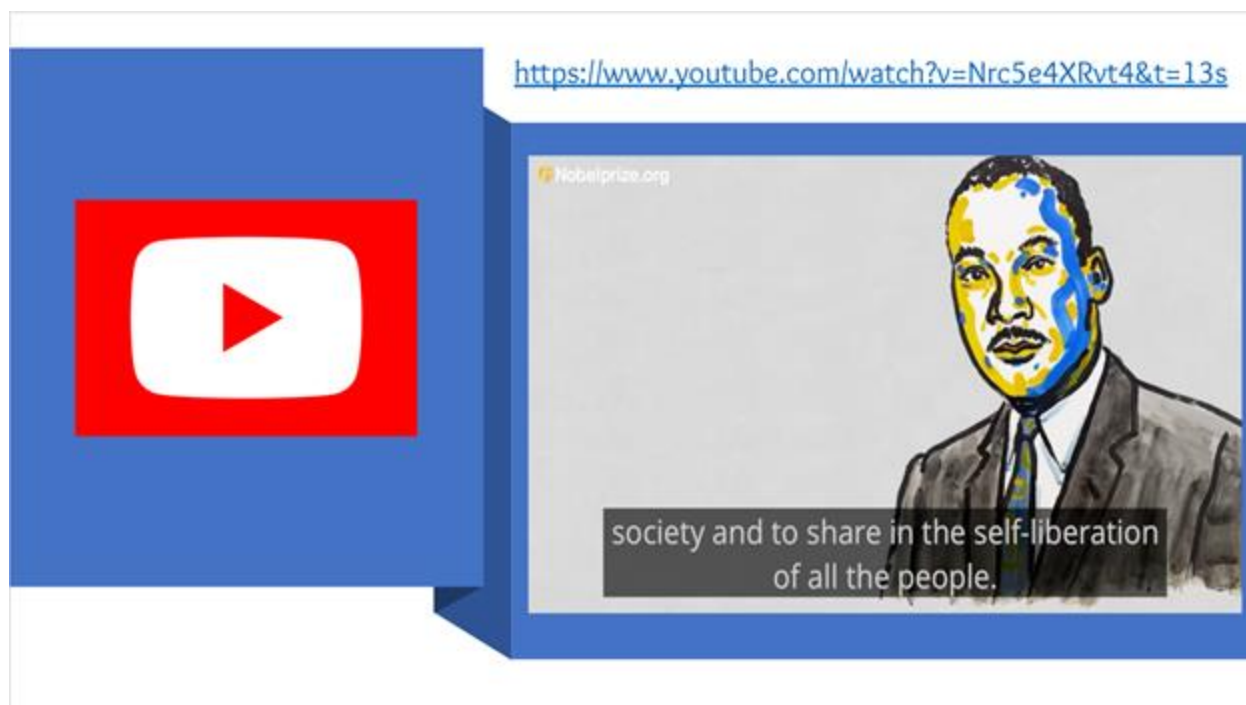 https://www.youtube.com/watch?v=Nrc5e4XRvt4&t=13s
Nobelprize.org
society and to share in the self-liberation
of all the people.